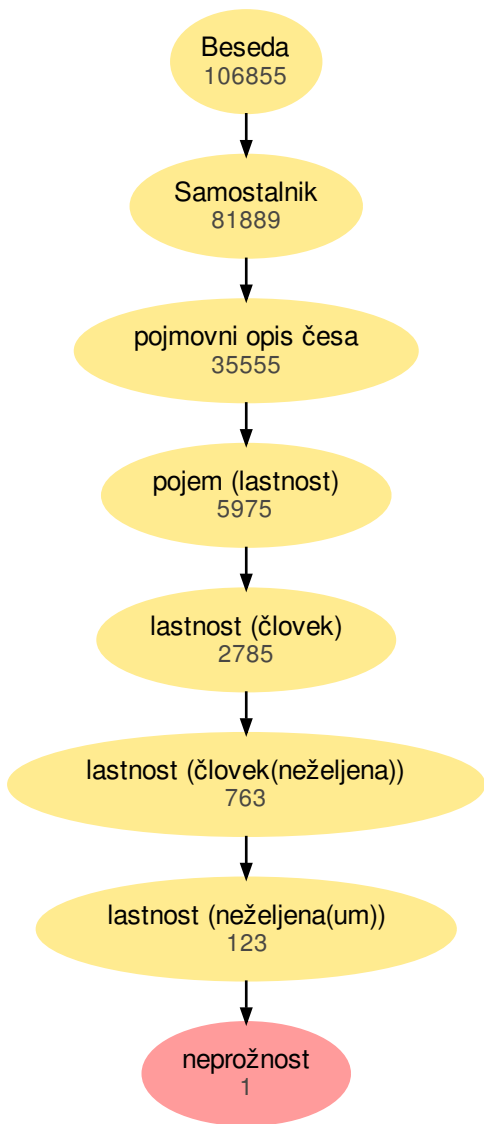 Beseda
106855
Samostalnik
81889
pojmovni opis česa
35555
pojem (lastnost)
5975
lastnost (človek)
2785
lastnost (človek(neželjena))
763
lastnost (neželjena(um))
123
neprožnost
1